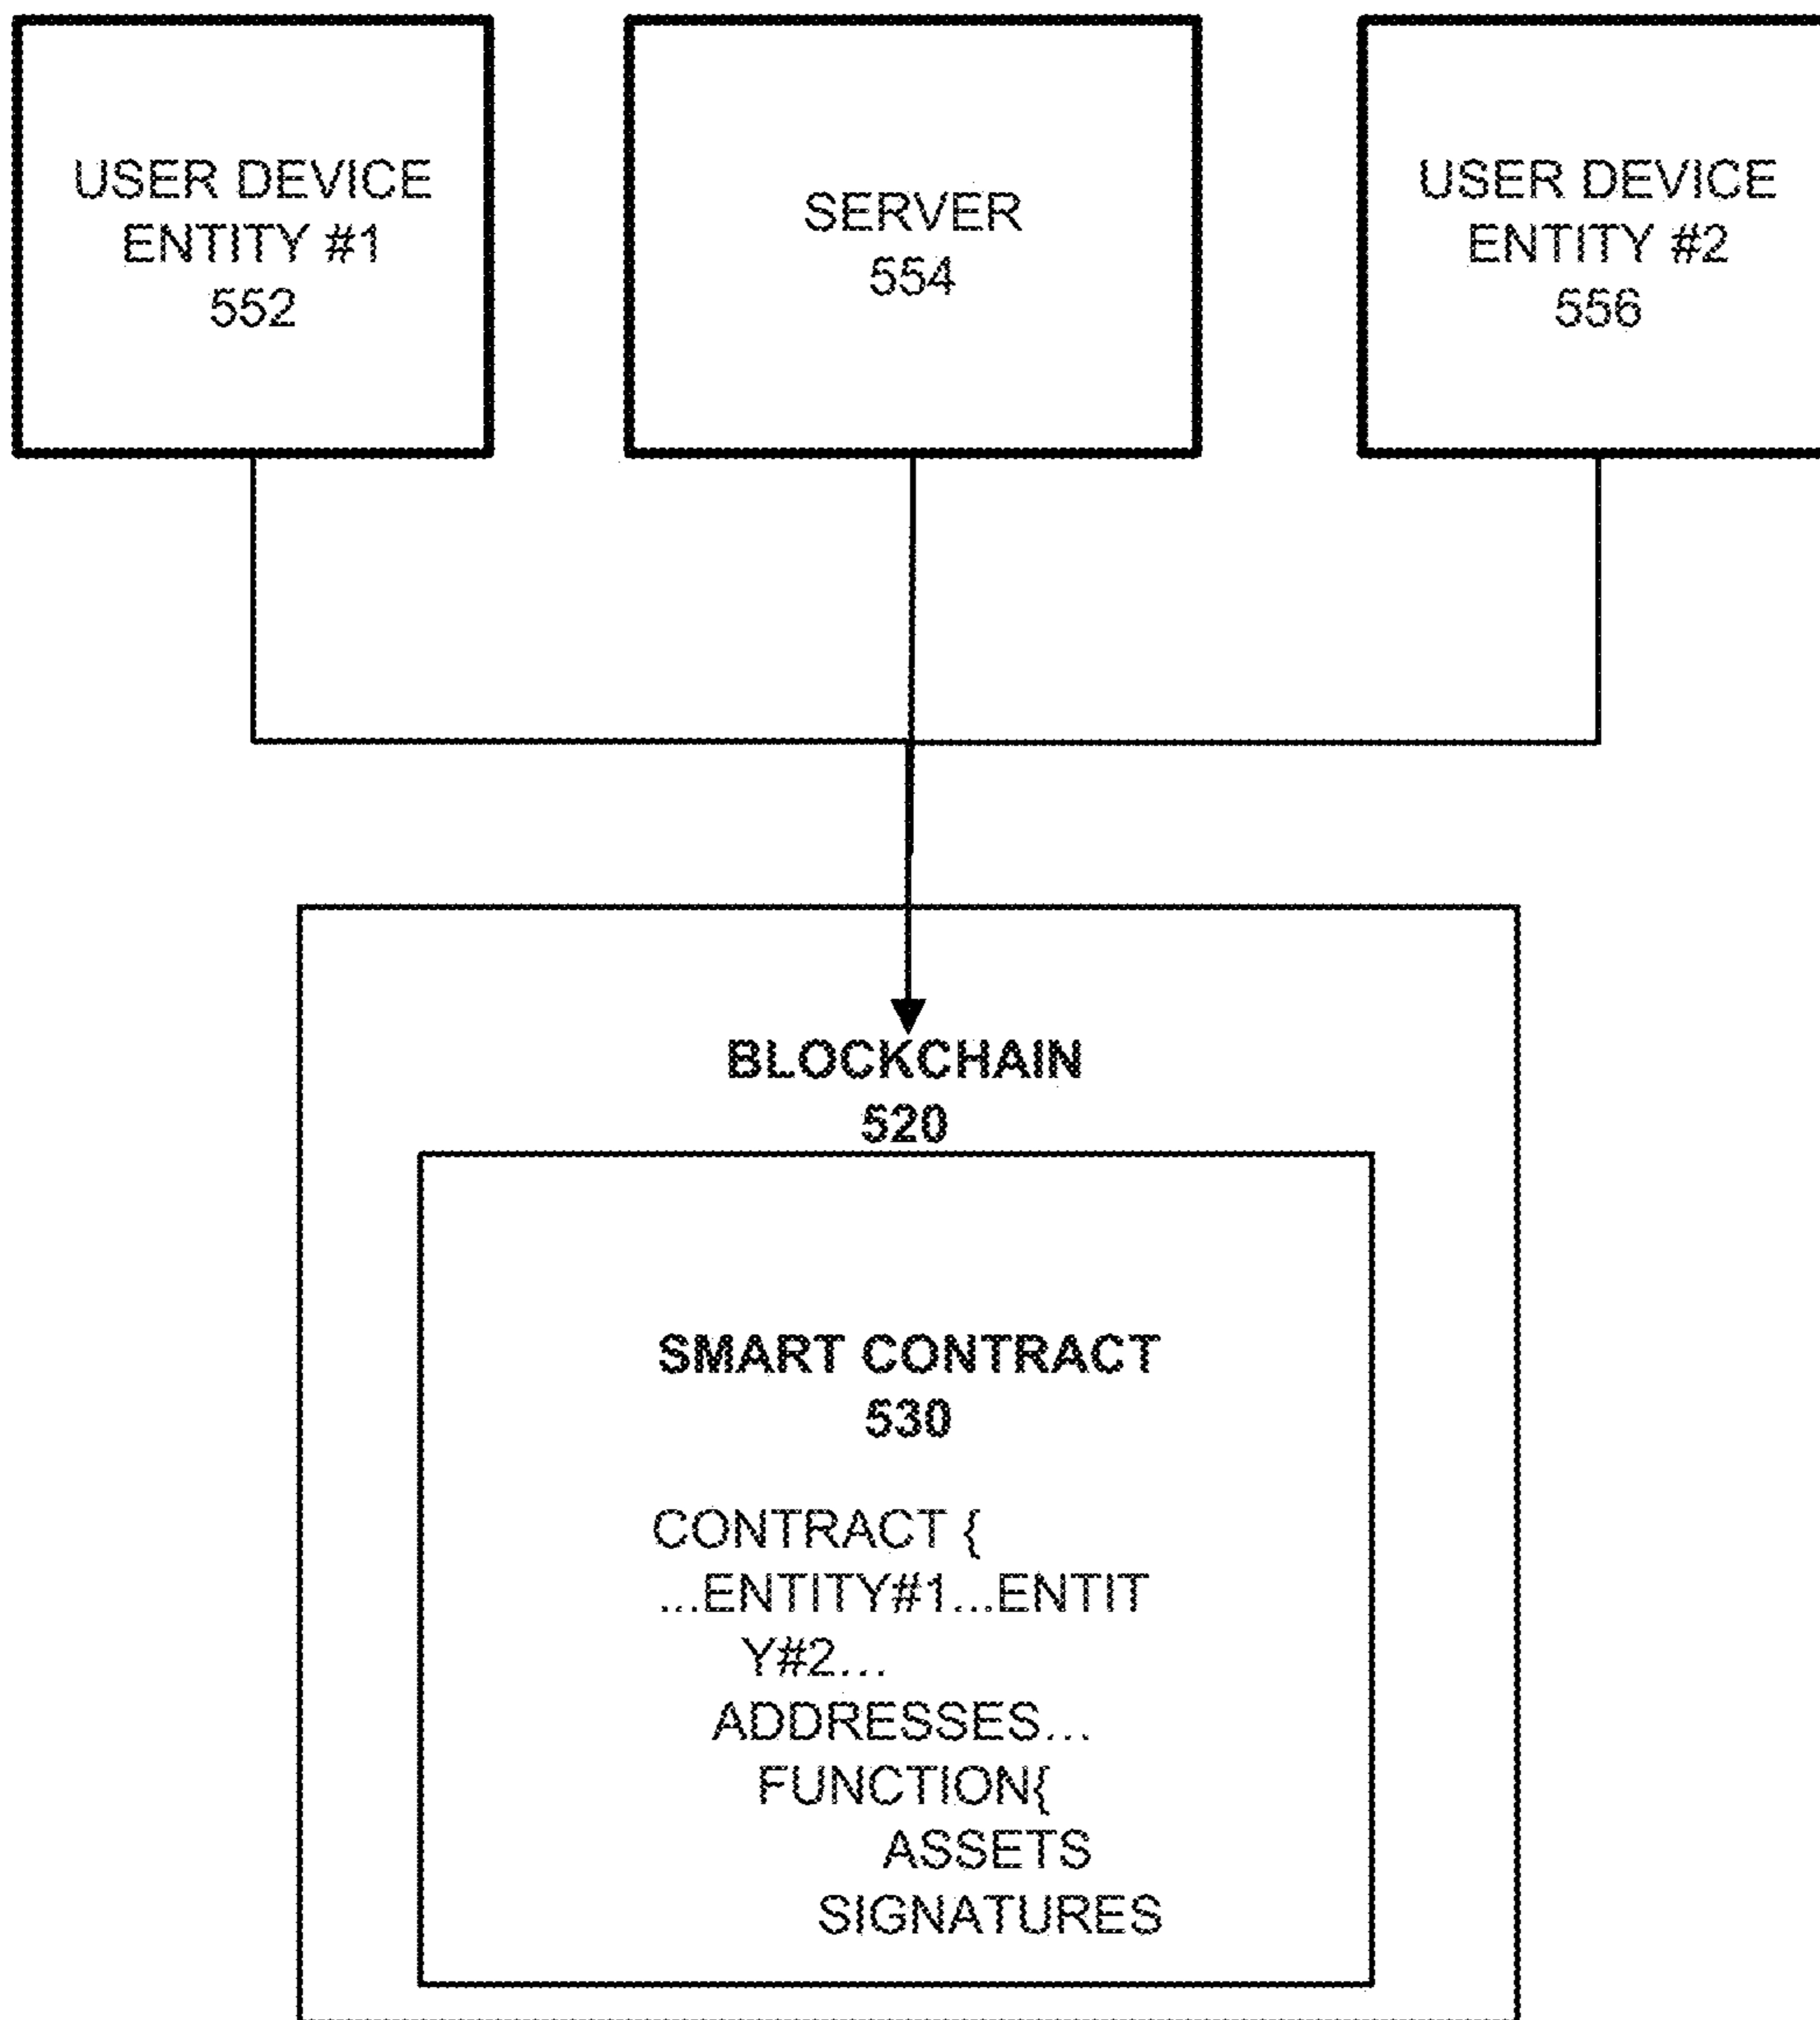 USER DEVICE
ENTITY #1
552
SERVER
554
USER DEVICE
ENTITY #2
556
BLOCKCHAIN
520
SMART CONTRACT
530
CONTRACT {
...ENTITY#1...ENTIT
Y#2...
ADDRESSES...
FUNCTION{
ASSETS
SIGNATURES